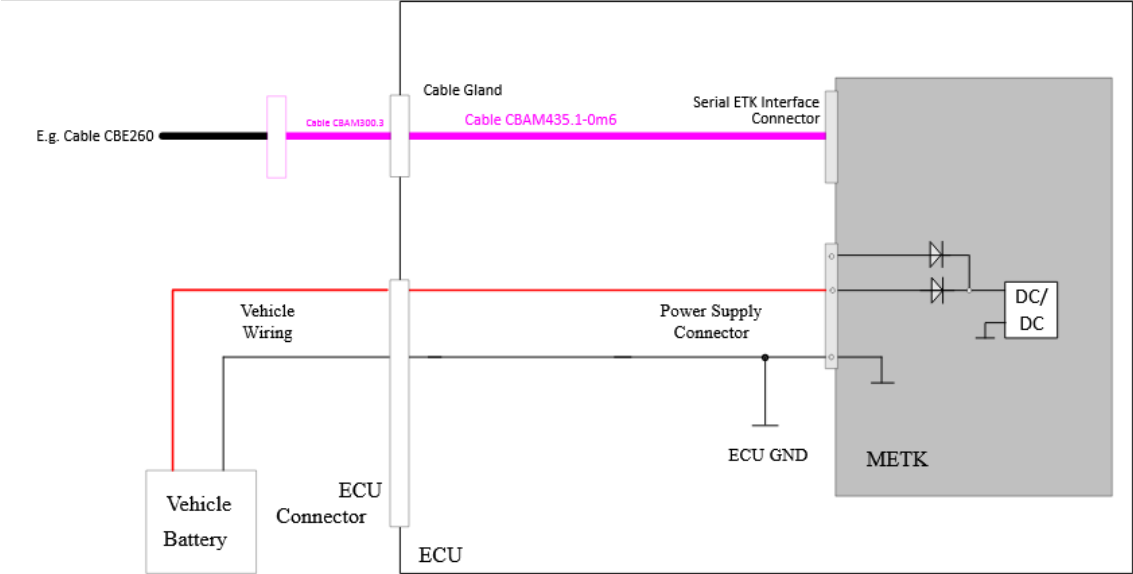 Cable Gland
Serial ETK Interface
Connector
Cable CBAM300.3
Cable CBAM435.1-0m6
E.g. Cable CBE260
Vehicle
Wiring
Power Supply
Connector
DC/
DC
ECU GND
METK
Vehicle
Battery
ECU
Connector
ECU